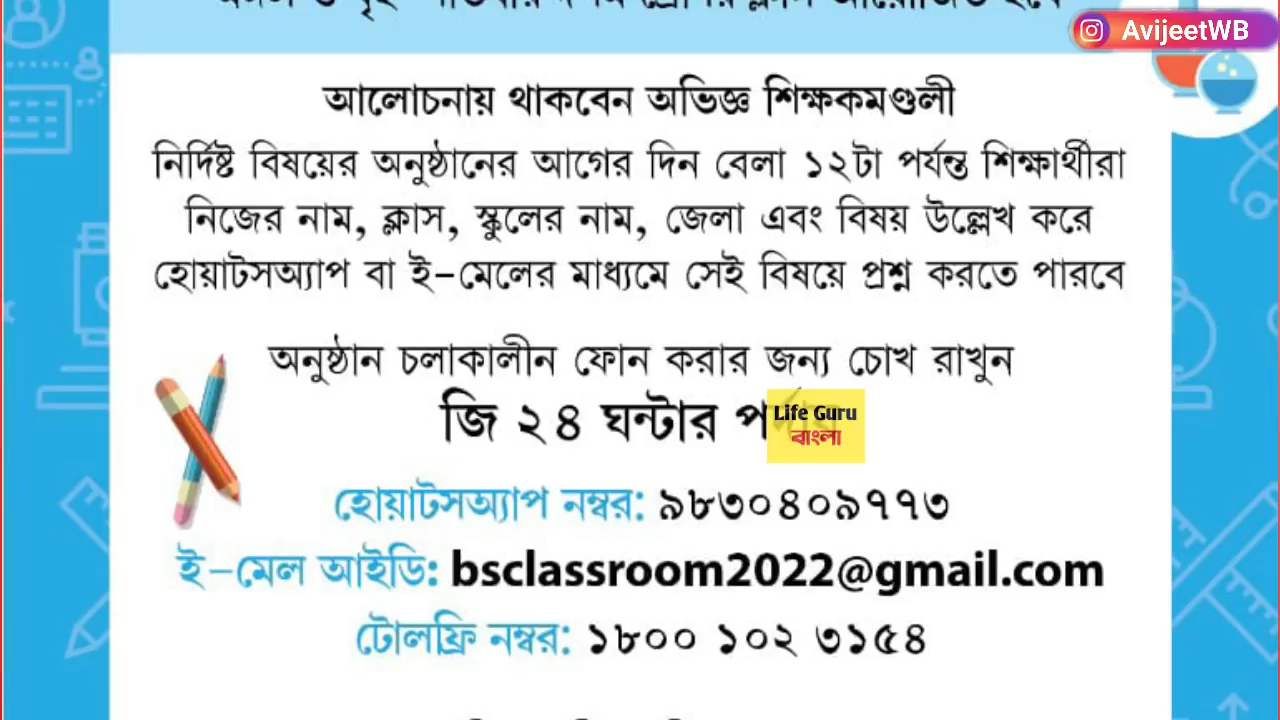 AvijeetWB
আলোচনায় থাকবেন অভিজ্ঞ শিক্ষকমণ্ডলী
নির্দিষ্ট বিষয়ের অনুষ্ঠানের আগের দিন বেলা ১২টা পর্যন্ত শিক্ষার্থীরা
নিজের নাম, ক্লাস, স্কুলের নাম, জেলা এবং বিষয় উল্লেখ করে
হোয়াটসঅ্যাপ বা ই-মেলের মাধ্যমে সেই বিষয়ে প্রশ্ন করতে পারবে
অনুষ্ঠান চলাকালীন ফোন করার জন্য চোখ রাখুন
জি ২৪ ঘন্টার
Life Guru
বাংলা
হোয়াটসঅ্যাপ নম্বর: ৯৮৩০৪০৯৭৭৩
ই-মেল আইডি: bsclassroom2022@gmail.com
টোলফ্রি নম্বর: ১৮০০ ১০২ ৩১৫৪